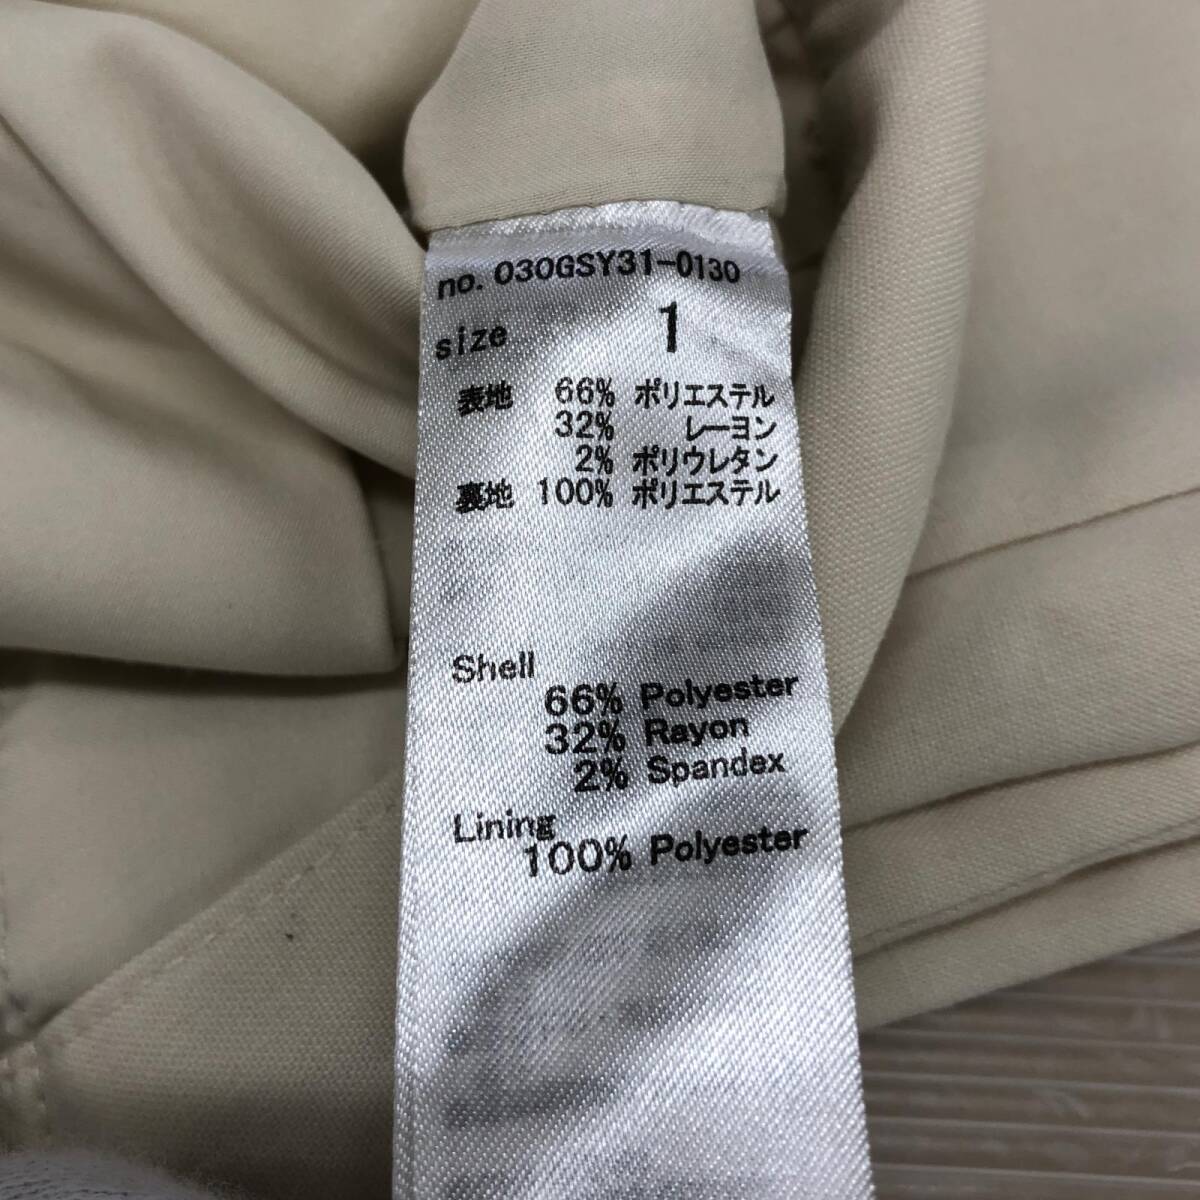 no. 030GSY31-0130
size 1
表地 66% ポリエステル
32% レーヨン
2% ポリウレタン
裏地 100% ポリエステル
Shell
66% Polyester
32% Rayon
2% Spandex
Lining
100% Polyester